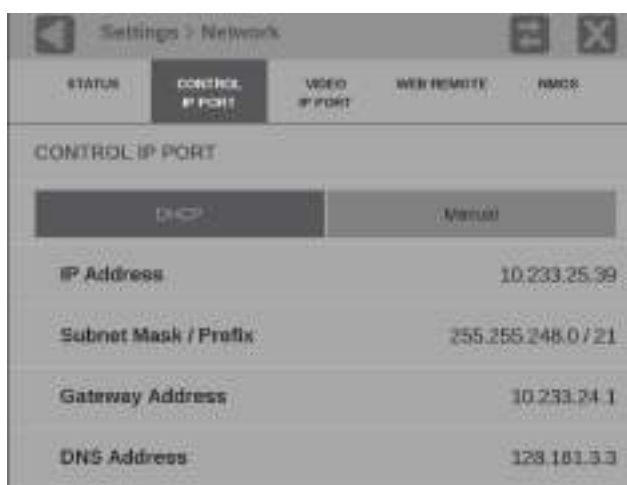 Settings > Network
STATUS
CONTROL
IP PORT
VIDEO
IP PORT
WEB REMOTE
NMOS
CONTROL IP PORT
DHCP
Manual
IP Address
10.233.25.39
Subnet Mask / Prefix
255.255.248.0 / 21
Gateway Address
10.233.24.1
DNS Address
128.181.3.3